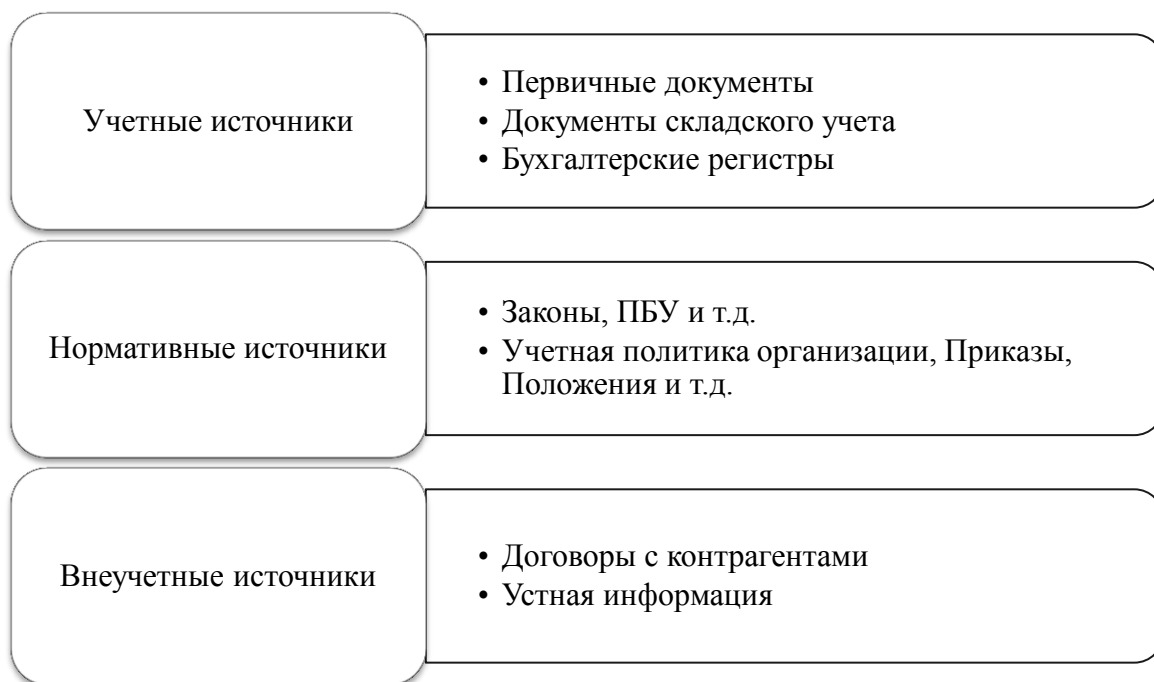 Учетные источники
• Первичные документы
• Документы складского учета
• Бухгалтерские регистры
Нормативные источники
• Законы, ПБУ и т.д.
• Учетная политика организации, Приказы,
Положения и т.д.
Внеучетные источники
• Договоры с контрагентами
• Устная информация